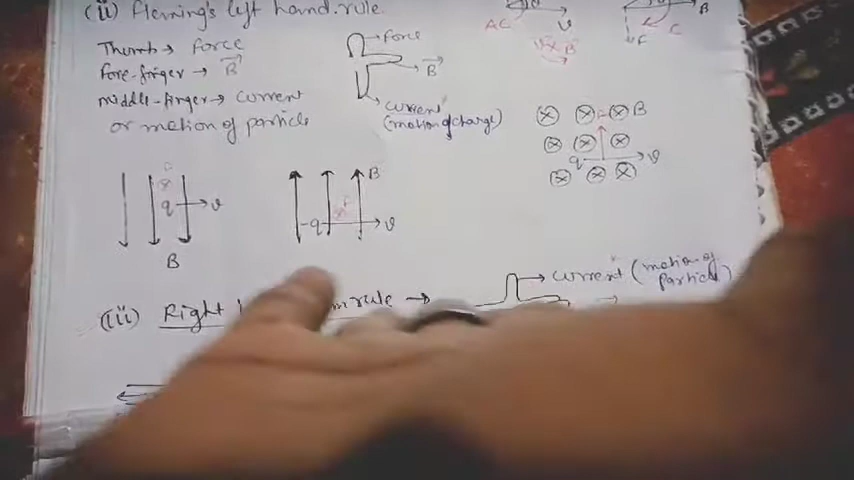 (ii) Fleming's left hand rule
AC
v
B
C
F
Thumb → Force
Fore-finger → B
middle-finger → current
or motion of particle
Force
B
current
(motion of charge)
B
q
v
q
v
B
B
q
v
(iii) Right
rule →
current (motion of
particle)